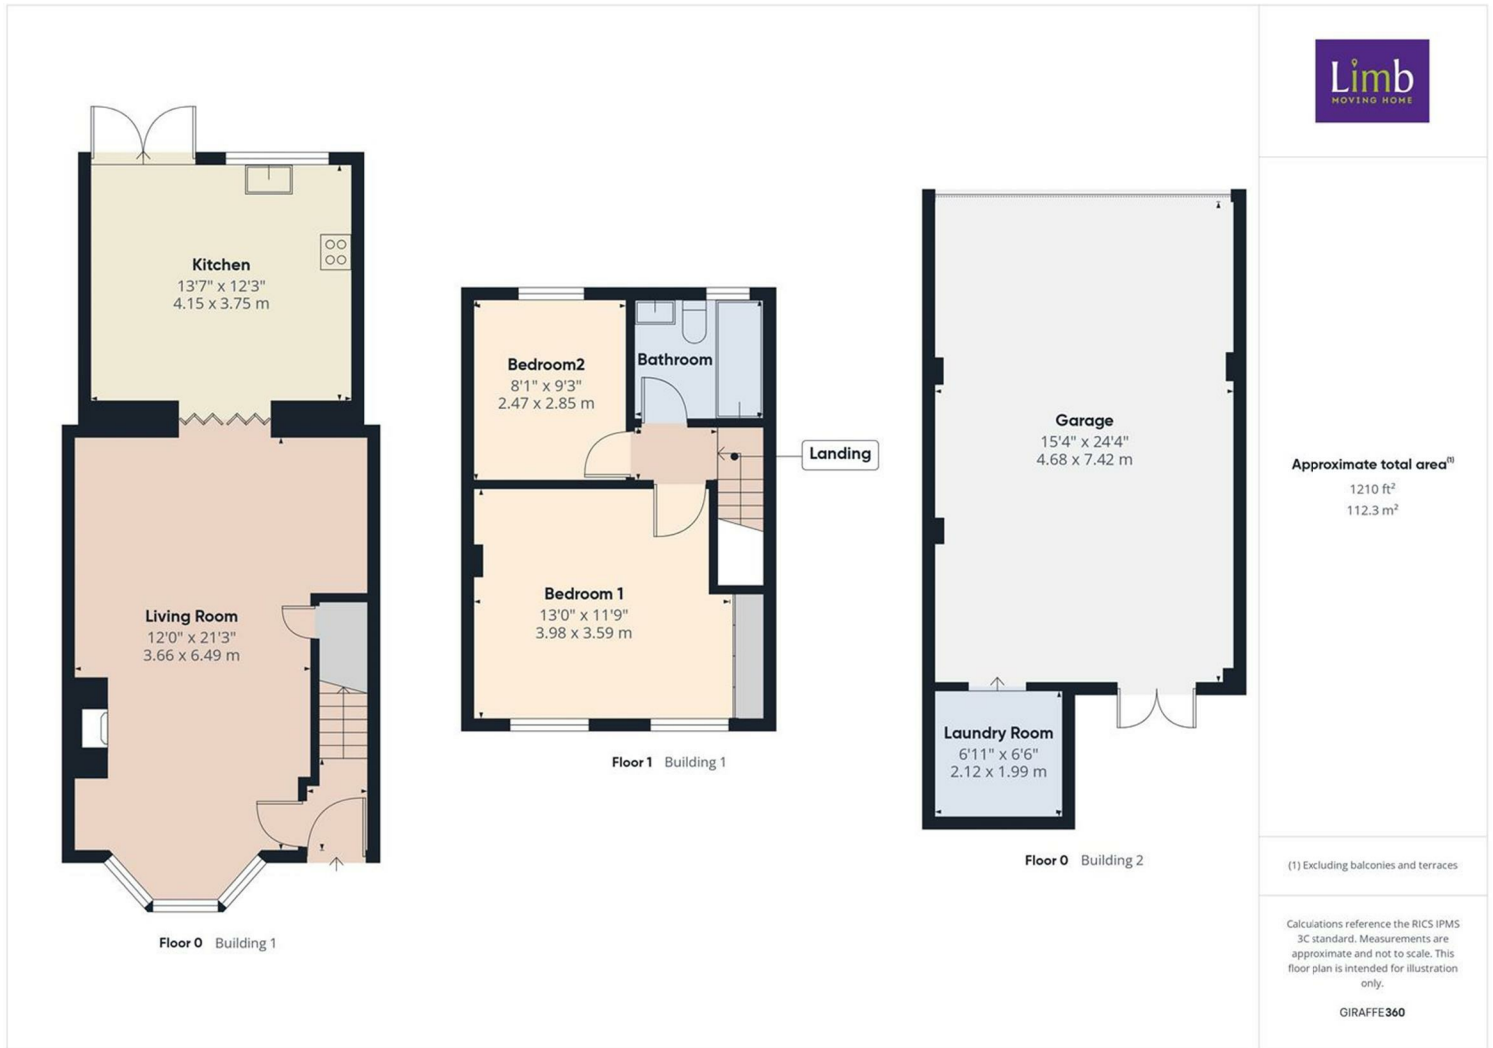 Kitchen
13'7" x 12'3"
4.15 x 3.75 m
Living Room
12'0" x 21'3"
3.66 x 6.49 m
Floor 0 Building 1
Bedroom2
8'1" x 9'3"
2.47 x 2.85 m
Bathroom
Landing
Bedroom 1
13'0" x 11'9"
3.98 x 3.59 m
Floor 1 Building 1
Garage
15'4" x 24'4"
4.68 x 7.42 m
Laundry Room
6'11" x 6'6"
2.12 x 1.99 m
Floor 0 Building 2
Limb
MOVING HOME
Approximate total area(1)
1210 ft²
112.3 m²
(1) Excluding balconies and terraces
Calculations reference the RICS IPMS
3C standard. Measurements are
approximate and not to scale. This
floor plan is intended for illustration
only.
GIRAFFE360